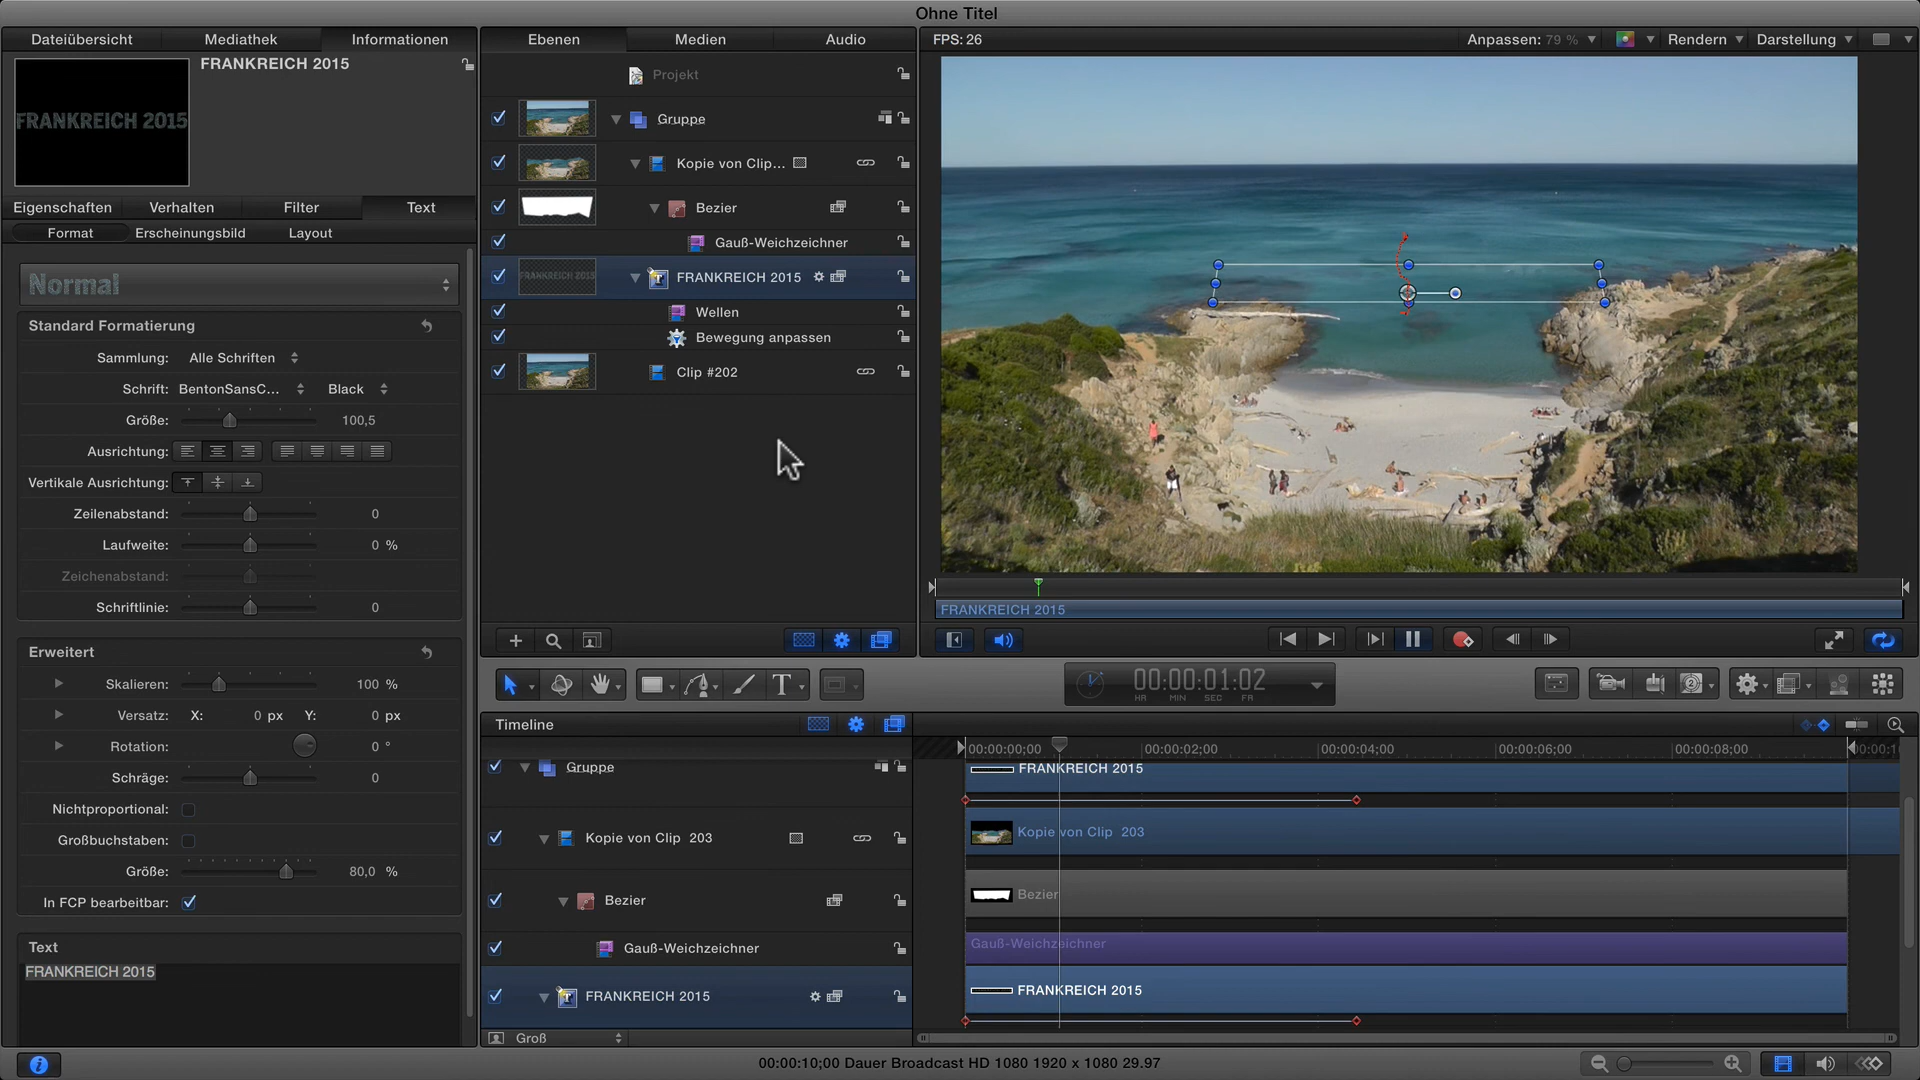 Ohne Titel
Dateiübersicht Mediathek Informationen
FRANKREICH 2015
FRANKREICH 2015
Eigenschaften Verhalten Filter Text
Format Erscheinungsbild Layout
Normal
Standard Formatierung
Sammlung: Alle Schriften
Schrift: BentonSansC... Black
Größe: 100,5
Ausrichtung:
Vertikale Ausrichtung:
Zeilenabstand: 0
Laufweite: 0 %
Zeichenabstand:
Schriftlinie: 0
Erweitert
Skalieren: 100 %
Versatz: X: 0 px Y: 0 px
Rotation: 0 °
Schräge: 0
Nichtproportional:
Großbuchstaben:
Größe: 80,0 %
In FCP bearbeitbar:
Text
FRANKREICH 2015
Ebenen Medien Audio
Projekt
Gruppe
Kopie von Clip...
Bezier
Gauß-Weichzeichner
FRANKREICH 2015
FRANKREICH 2015
Wellen
Bewegung anpassen
Clip #202
FPS: 26 Anpassen: 79 % Rendern Darstellung
FRANKREICH 2015
T
00:00:01:02
HR MIN SEC FR
2
Timeline
Gruppe
Kopie von Clip 203
Bezier
Gauß-Weichzeichner
FRANKREICH 2015
Groß
00:00:00;00 00:00:02;00 00:00:04;00 00:00:06;00 00:00:08;00 00:00:10
FRANKREICH 2015
Kopie von Clip 203
Bezier
Gauß-Weichzeichner
FRANKREICH 2015
00:00:10;00 Dauer Broadcast HD 1080 1920 x 1080 29.97